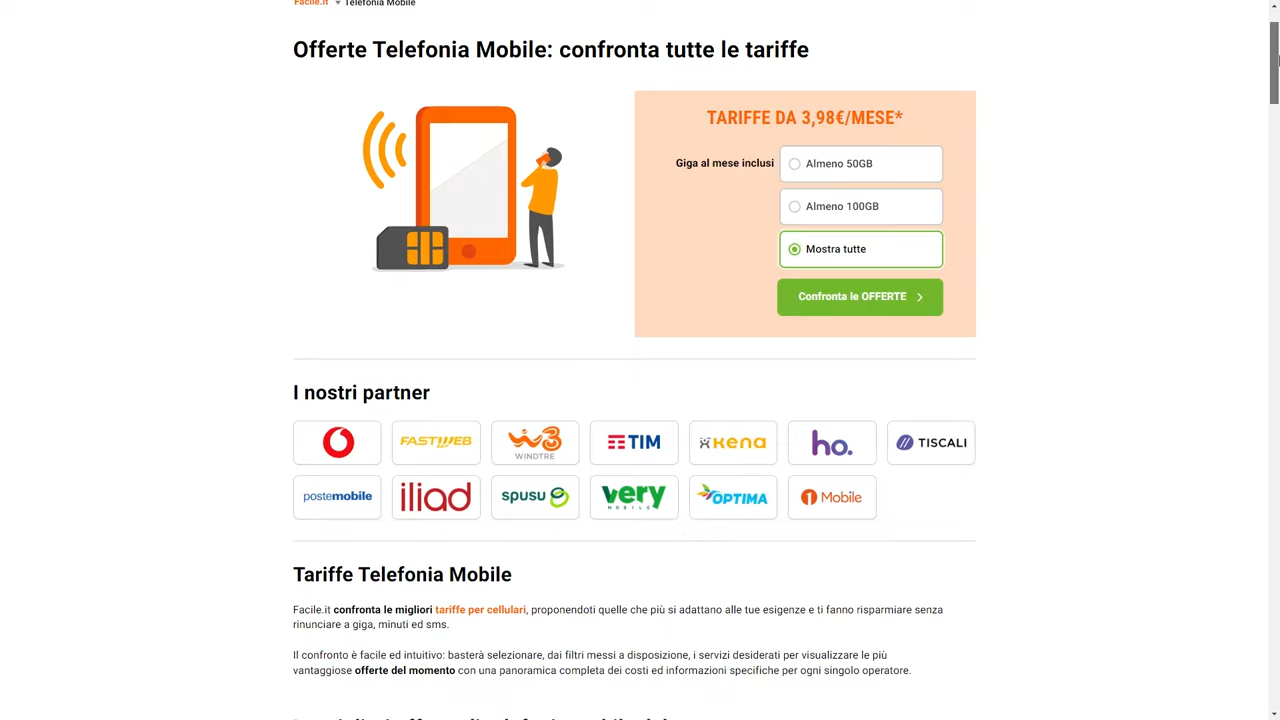 Facile.it Telefonia Mobile
Offerte Telefonia Mobile: confronta tutte le tariffe
TARIFFE DA 3,98€/MESE*
Giga al mese inclusi
Almeno 50GB
Almeno 100GB
Mostra tutte
Confronta le OFFERTE
I nostri partner
FASTWEB
W3
WINDTRE
TIM
kena
ho.
TISCALI
postemobile
iliad
spusu
very
MOBILE
OPTIMA
1 Mobile
Tariffe Telefonia Mobile
Facile.it confronta le migliori tariffe per cellulari, proponendoti quelle che più si adattano alle tue esigenze e ti fanno risparmiare senza
rinunciare a giga, minuti ed sms.
Il confronto è facile ed intuitivo: basterà selezionare, dai filtri messi a disposizione, i servizi desiderati per visualizzare le più
vantaggiose offerte del momento con una panoramica completa dei costi ed informazioni specifiche per ogni singolo operatore.